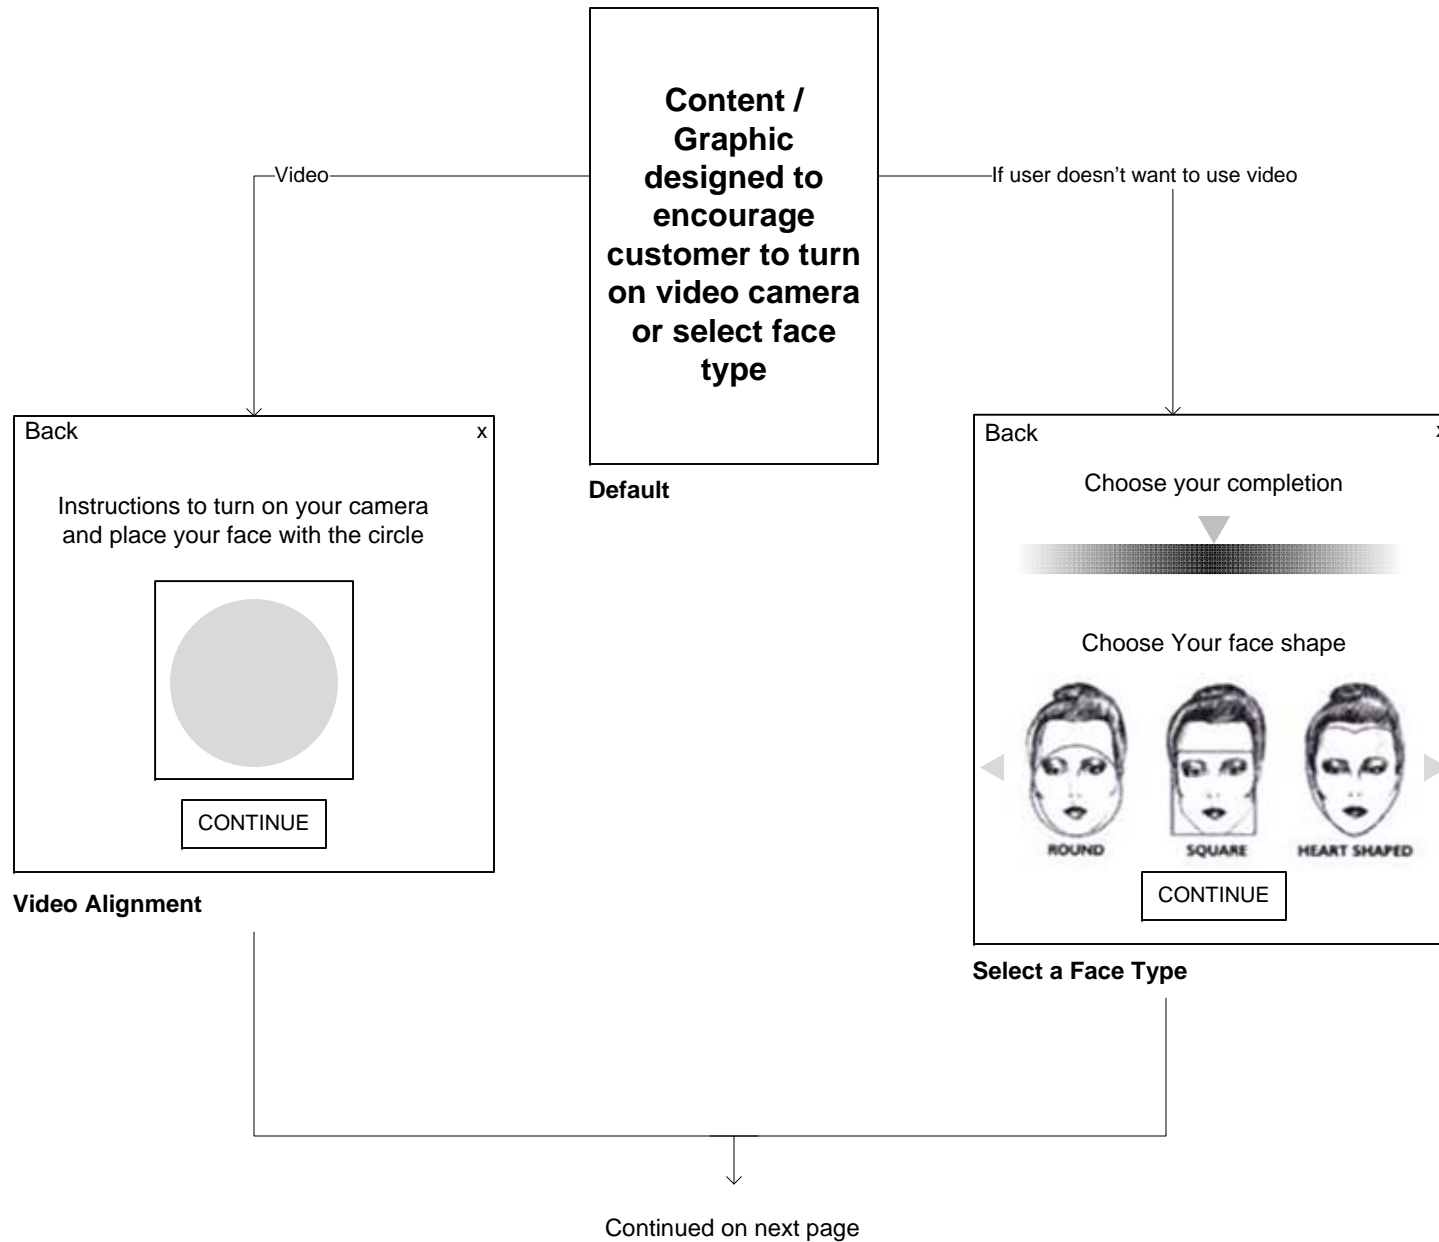 Content /
Graphic
designed to
encourage
customer to turn
on video camera
or select face
type
Default
Video
If user doesn't want to use video
Back
x
Instructions to turn on your camera
and place your face with the circle
CONTINUE
Video Alignment
Back
x
Choose your completion
Choose Your face shape
ROUND
SQUARE
HEART SHAPED
CONTINUE
Select a Face Type
Continued on next page